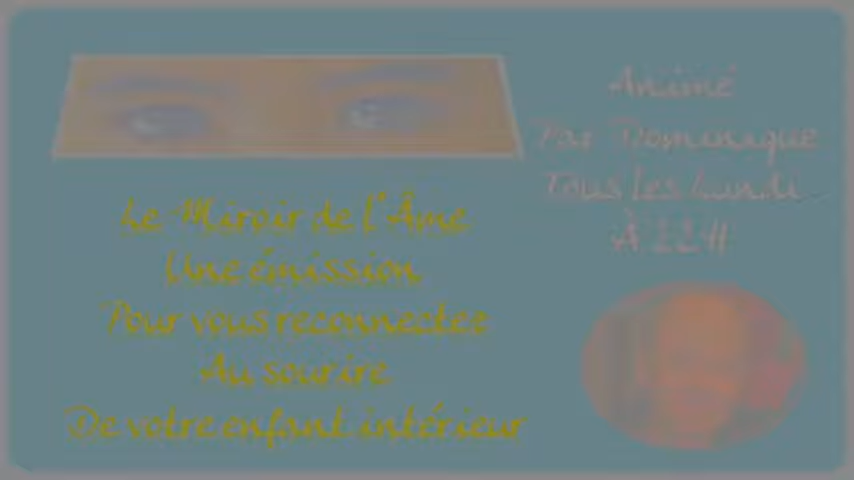 Le Miroir de l'Âme
Une émission
Pour vous reconnectez
Au sourire
De votre enfant intérieur
Animé
Par Dominique
Tous les Lundi
À 22H